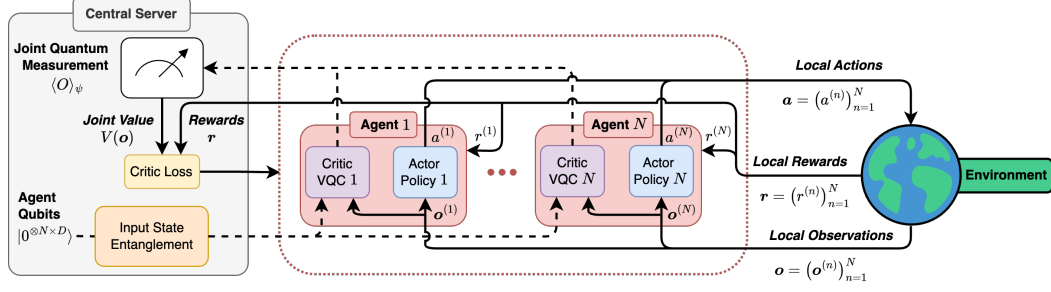 Central Server
Joint Quantum
Measurement
⟨O⟩ψ
Joint Value
V(o)
Rewards
r
Critic Loss
Agent
Qubits
|0⊗N×D⟩
Input State
Entanglement
Agent 1
a(1)
r(1)
Critic
VQC 1
Actor
Policy 1
o(1)
Agent N
a(N)
r(N)
Critic
VQC N
Actor
Policy N
o(N)
Local Actions
a = (a(n))Nn=1
Local Rewards
r = (r(n))Nn=1
Local Observations
o = (o(n))Nn=1
Environment